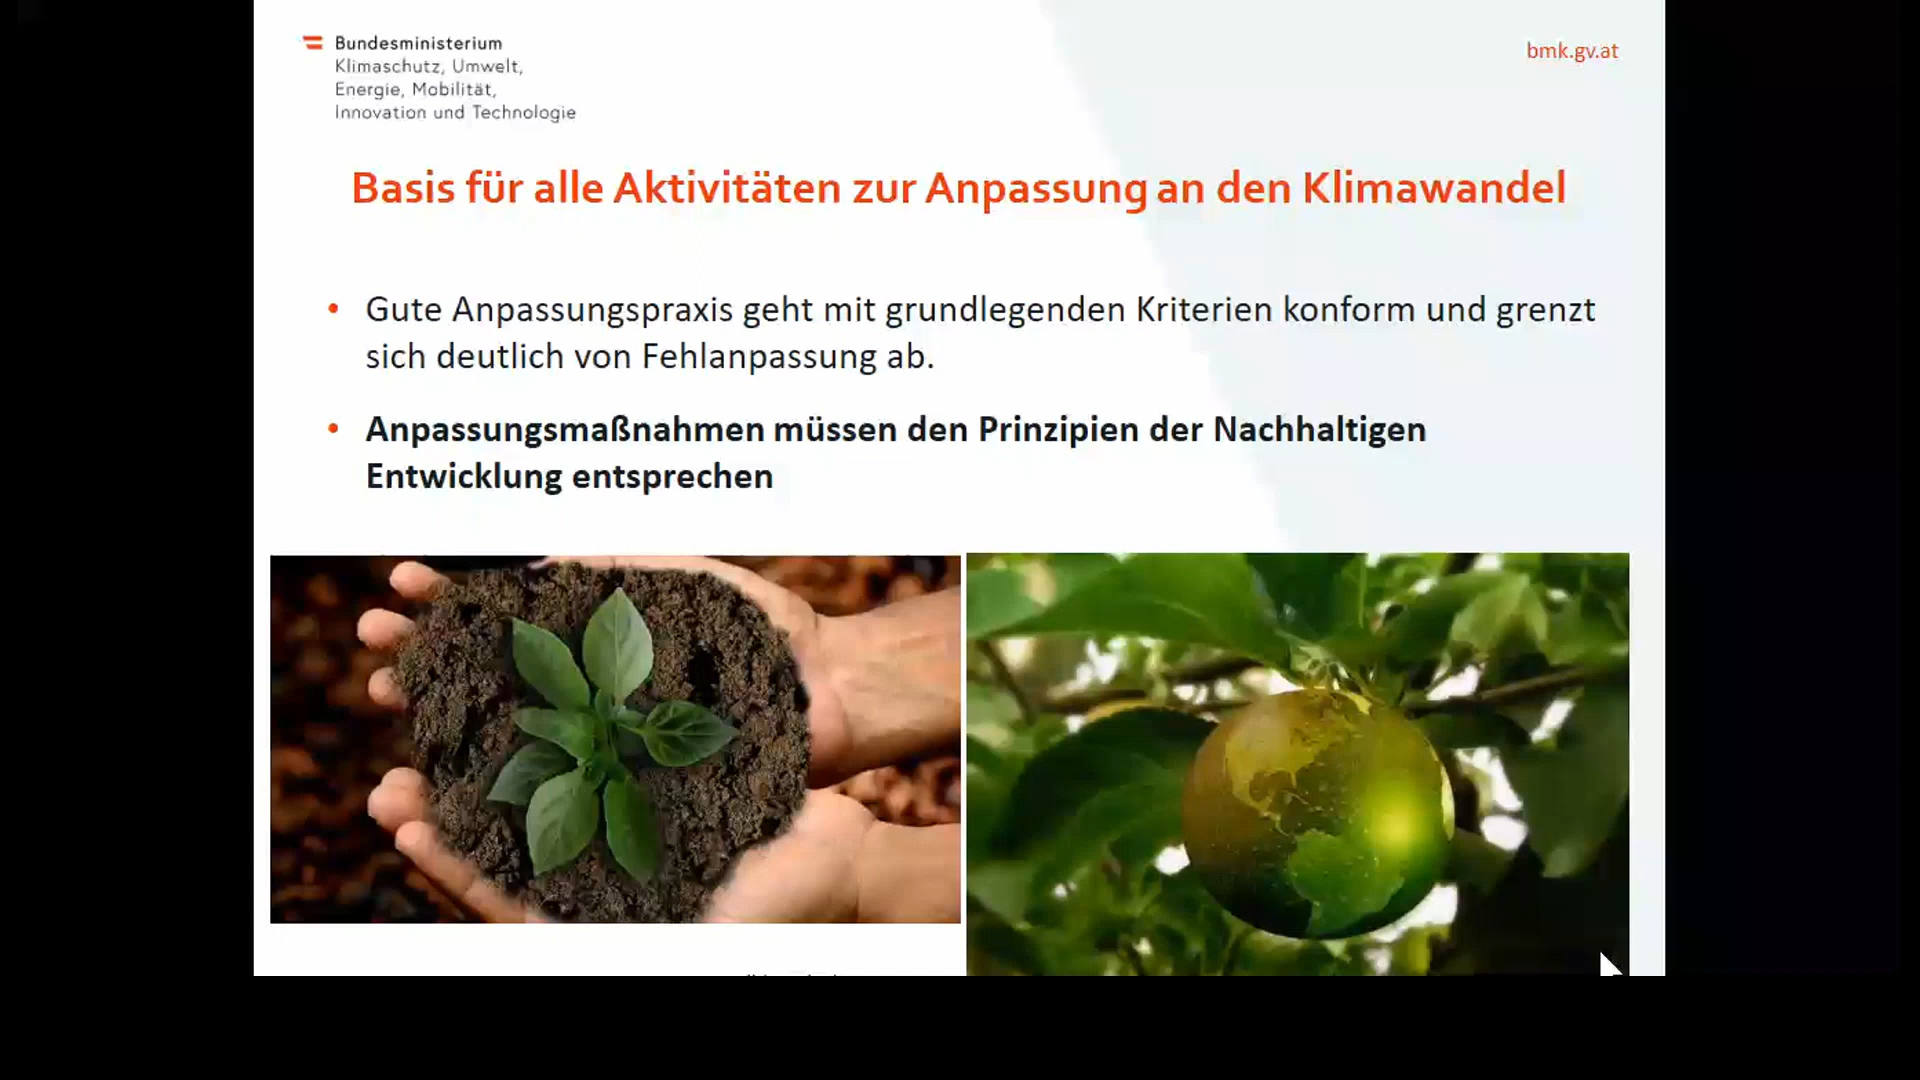 Bundesministerium
Klimaschutz, Umwelt,
Energie, Mobilität,
Innovation und Technologie
bmk.gv.at
Basis für alle Aktivitäten zur Anpassung an den Klimawandel
• Gute Anpassungspraxis geht mit grundlegenden Kriterien konform und grenzt
sich deutlich von Fehlanpassung ab.
• Anpassungsmaßnahmen müssen den Prinzipien der Nachhaltigen
Entwicklung entsprechen